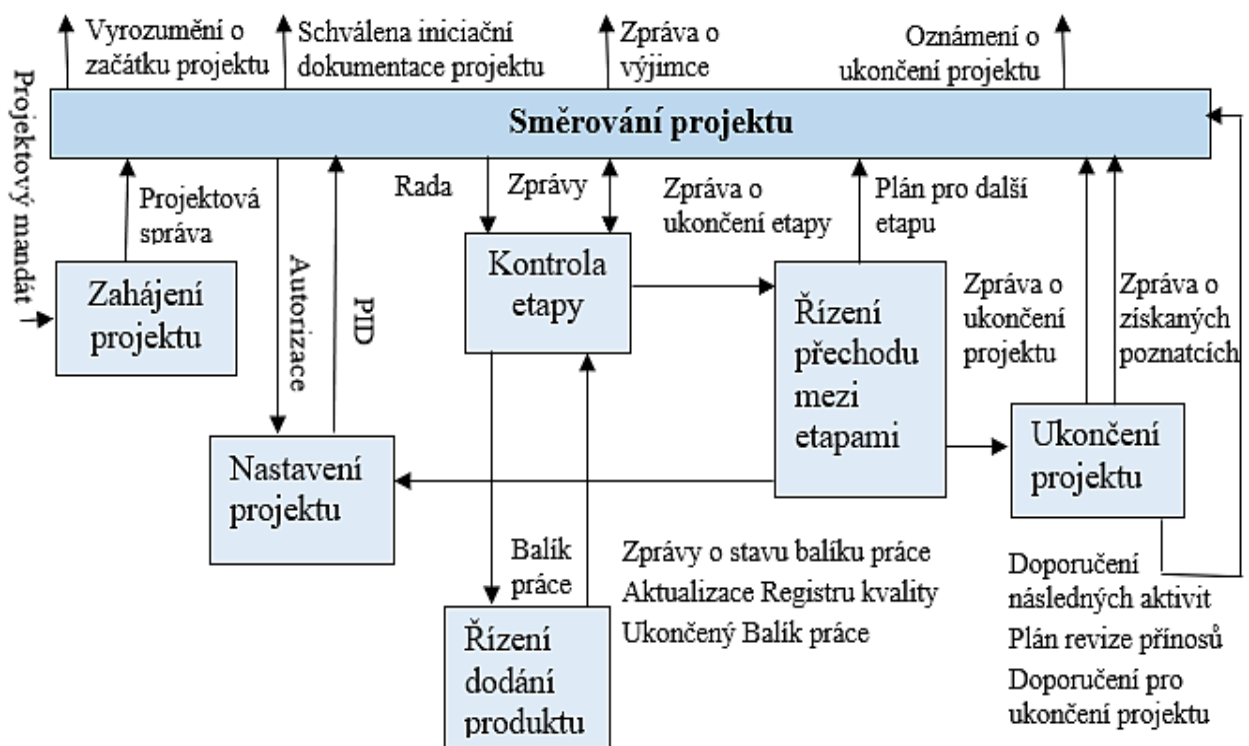 Vyrozumění o
začátku projektu
Schválena iniciační
dokumentace projektu
Zpráva o
výjimce
Oznámení o
ukončení projektu
Projektový mandát
Směrování projektu
Projektová
správa
Autorizace
PID
Rada
Zprávy
Zpráva o
ukončení etapy
Plán pro další
etapu
Zahájení
projektu
Kontrola
etapy
Řízení
přechodu
mezi
etapami
Zpráva o
ukončení
projektu
Zpráva o
získaných
poznatcích
Nastavení
projektu
Ukončení
projektu
Balík
práce
Zprávy o stavu balíku práce
Aktualizace Registru kvality
Ukončený Balík práce
Řízení
dodání
produktu
Doporučení
následných aktivit
Plán revize přínosů
Doporučení pro
ukončení projektu